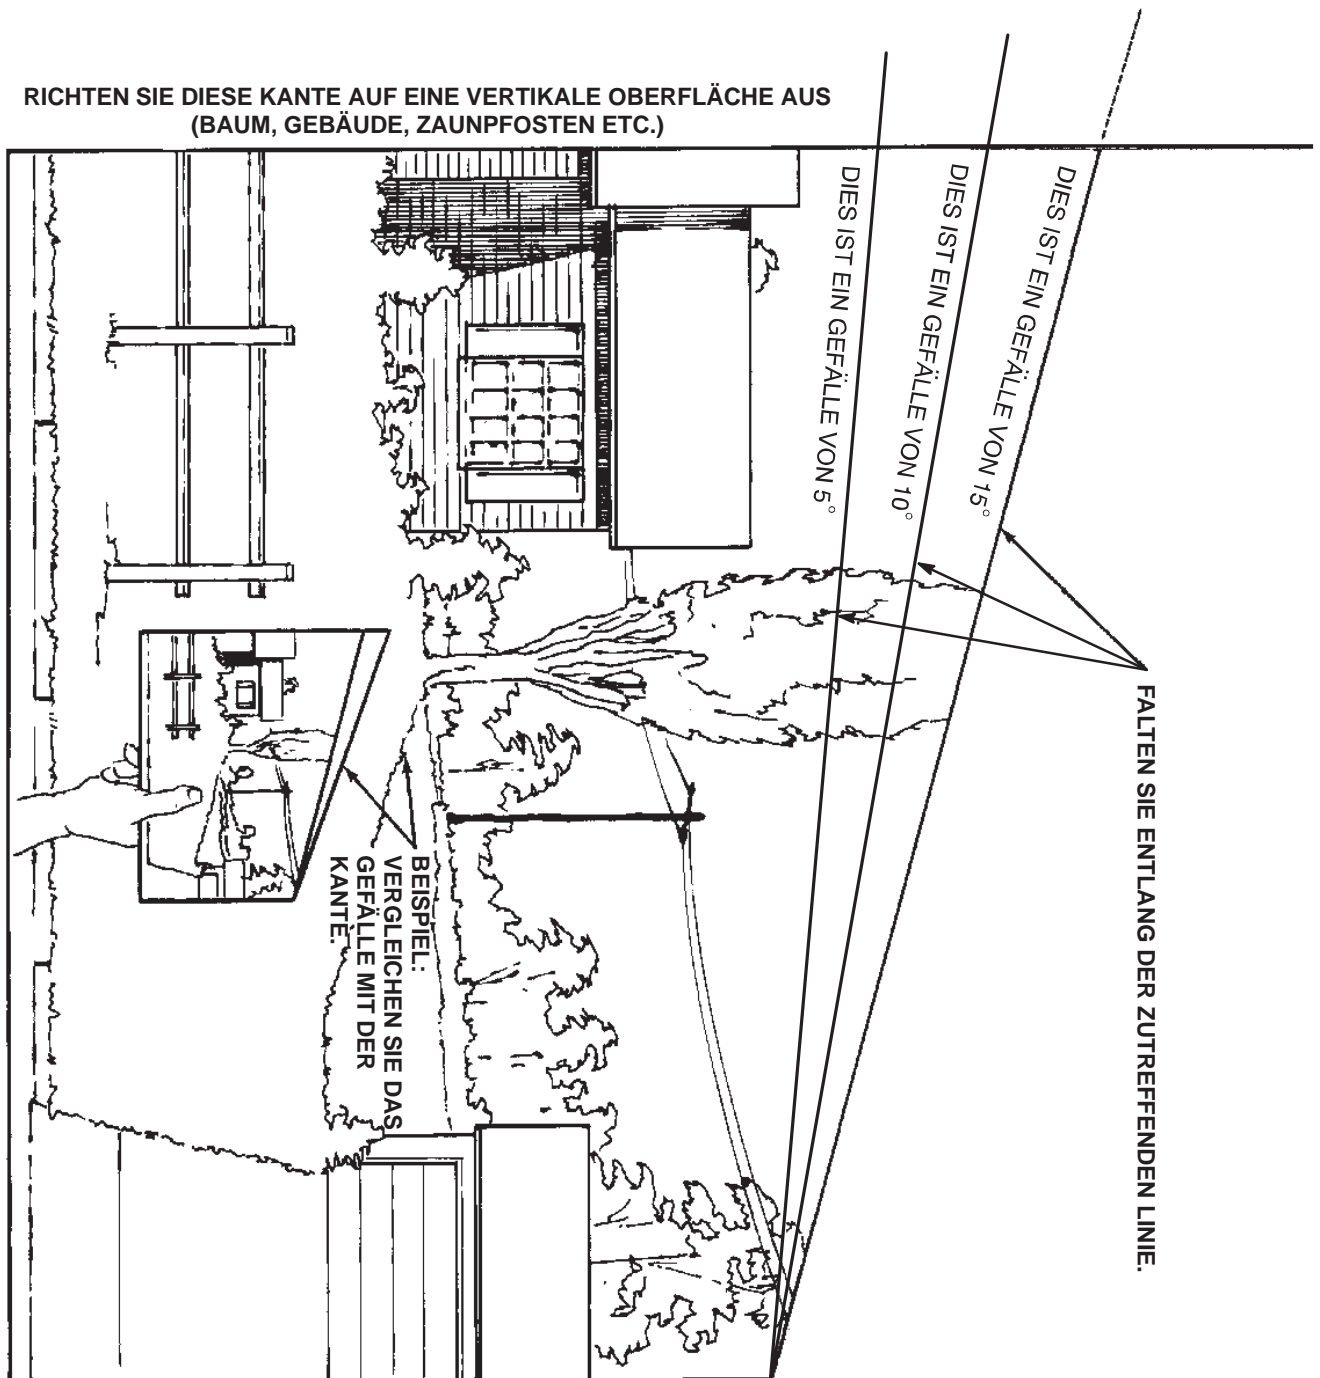 RICHTEN SIE DIESE KANTE AUF EINE VERTIKALE OBERFLÄCHE AUS
(BAUM, GEBÄUDE, ZAUNPFOSTEN ETC.)
DIES IST EIN GEFÄLLE VON 15°
DIES IST EIN GEFÄLLE VON 10°
DIES IST EIN GEFÄLLE VON 5°
FALTEN SIE ENTLANG DER ZUTREFFENDEN LINIE.
BEISPIEL:
VERGLEICHEN SIE DAS
GEFÄLLE MIT DER
KANTE.